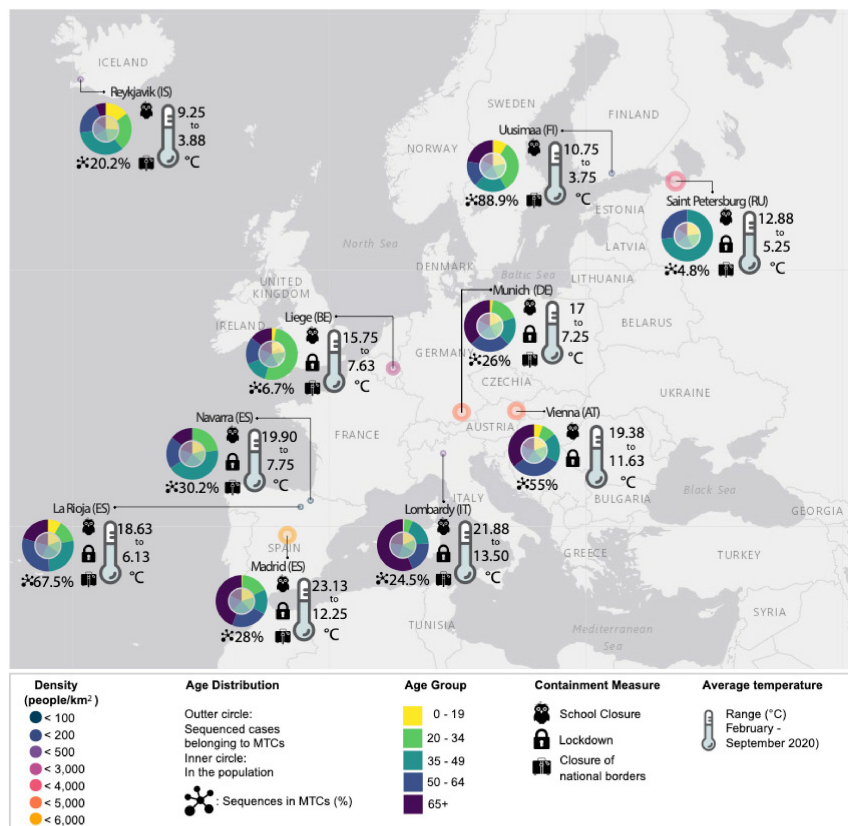 ICELAND
Reykjavik (IS)
9.25
to
3.88
°C
20.2%
SWEDEN
FINLAND
NORWAY
Uusimaa (FI)
10.75
to
3.75
°C
88.9%
ESTONIA
Saint Petersburg (RU)
12.88
to
5.25
°C
4.8%
LATVIA
North Sea
DENMARK
Baltic Sea
LITHUANIA
UNITED
KINGDOM
IRELAND
Munich (DE)
17
to
7.25
°C
26%
BELARUS
Liege (BE)
15.75
to
7.63
°C
6.7%
GERMANY
CZECHIA
UKRAINE
Navarra (ES)
19.90
to
7.75
°C
30.2%
FRANCE
AUSTRIA
Vienna (AT)
19.38
to
11.63
°C
55%
ITALY
BULGARIA
Black Sea
GEORGIA
La Rioja (ES)
18.63
to
6.13
°C
67.5%
Lombardy (IT)
21.88
to
13.50
°C
24.5%
SPAIN
Madrid (ES)
23.13
to
12.25
°C
28%
GREECE
TURKEY
TUNISIA
Mediterranean
Sea
SYRIA
Density
(people/km²)
< 100
< 200
< 500
< 3,000
< 4,000
< 5,000
< 6,000
Age Distribution
Outter circle:
Sequenced cases
belonging to MTCs
Inner circle:
In the population
: Sequences in MTCs (%)
Age Group
0 - 19
20 - 34
35 - 49
50 - 64
65+
Containment Measure
School Closure
Lockdown
Closure of
national borders
Average temperature
Range (°C)
February -
September 2020)